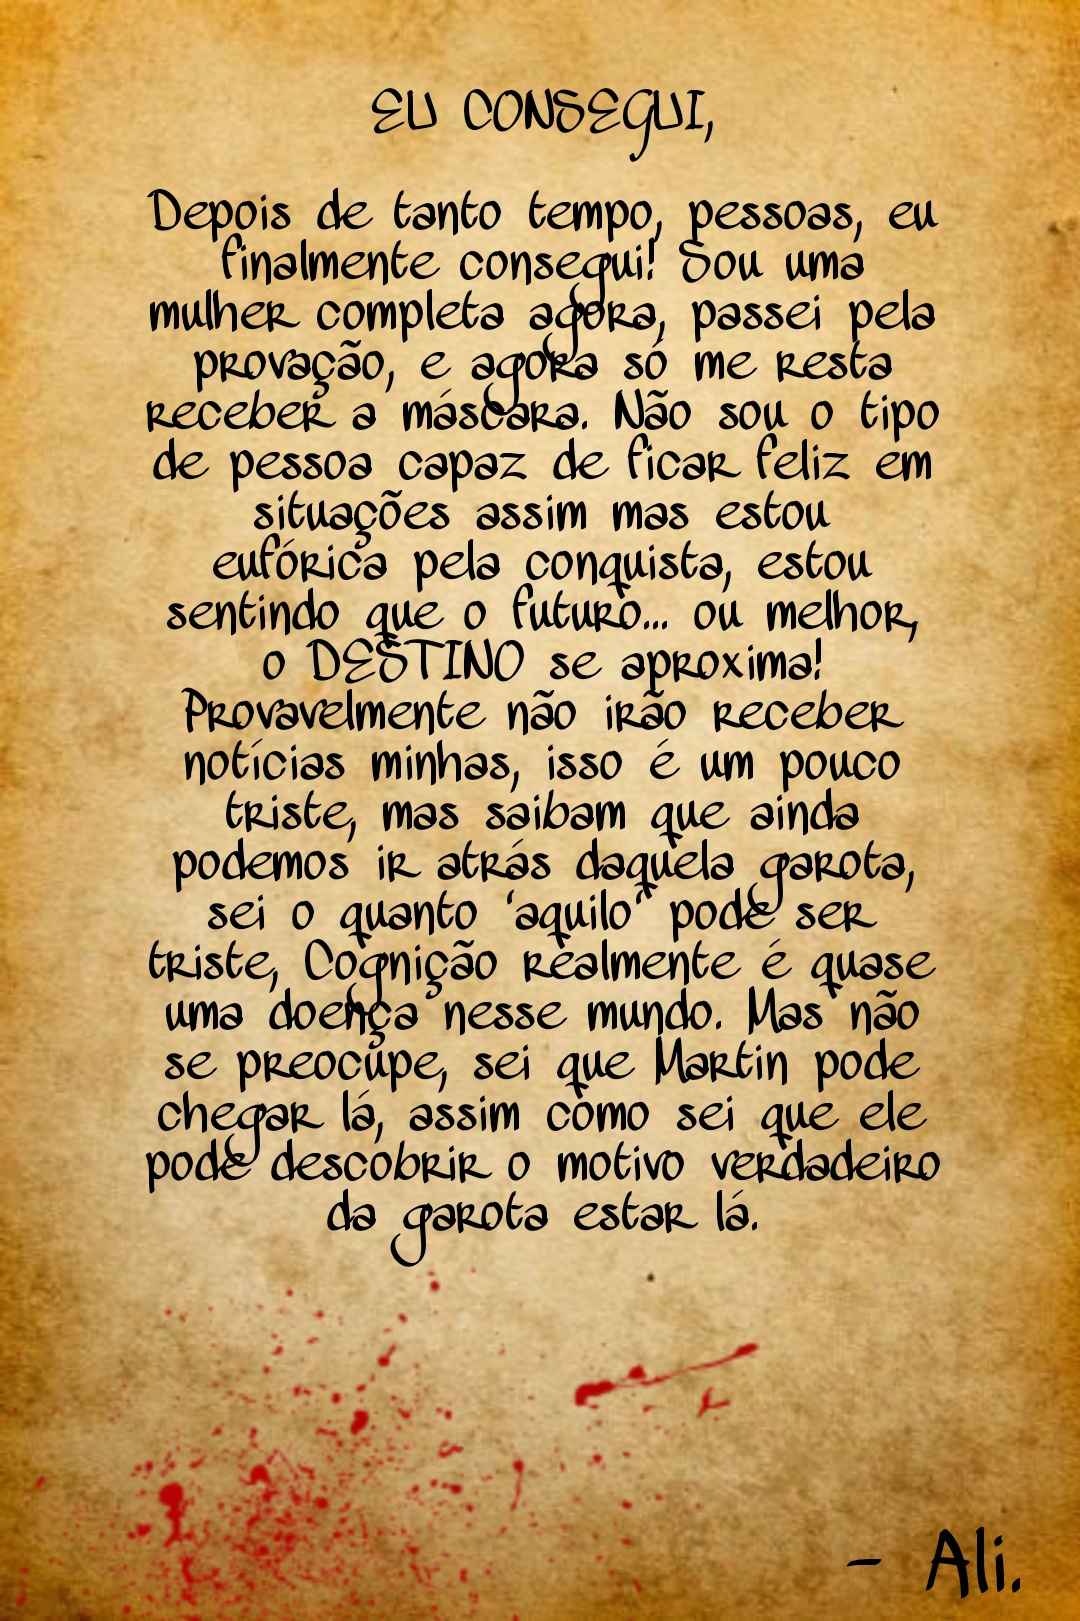 EU CONSEGUI,
Depois de tanto tempo, pessoas, eu
finalmente consegui! Sou uma
mulher completa agora, passei pela
provação, e agora só me resta
receber a máscara. Não sou o tipo
de pessoa capaz de ficar feliz em
situações assim mas estou
eufórica pela conquista, estou
sentindo que o futuro... ou melhor,
o DESTINO se aproxima!
Provavelmente não irão receber
notícias minhas, isso é um pouco
triste, mas saibam que ainda
podemos ir atrás daquela garota,
sei o quanto 'aquilo" pode ser
triste, Cognição realmente é quase
uma doença nesse mundo. Mas não
se preocupe, sei que Martin pode
chegar lá, assim como sei que ele
pode descobrir o motivo verdadeiro
da garota estar lá.
- Ali.